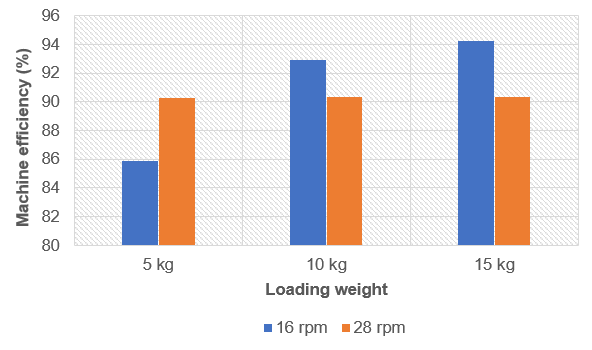 Machine efficiency (%)
96
94
92
90
88
86
84
82
80
5 kg
10 kg
15 kg
Loading weight
16 rpm
28 rpm